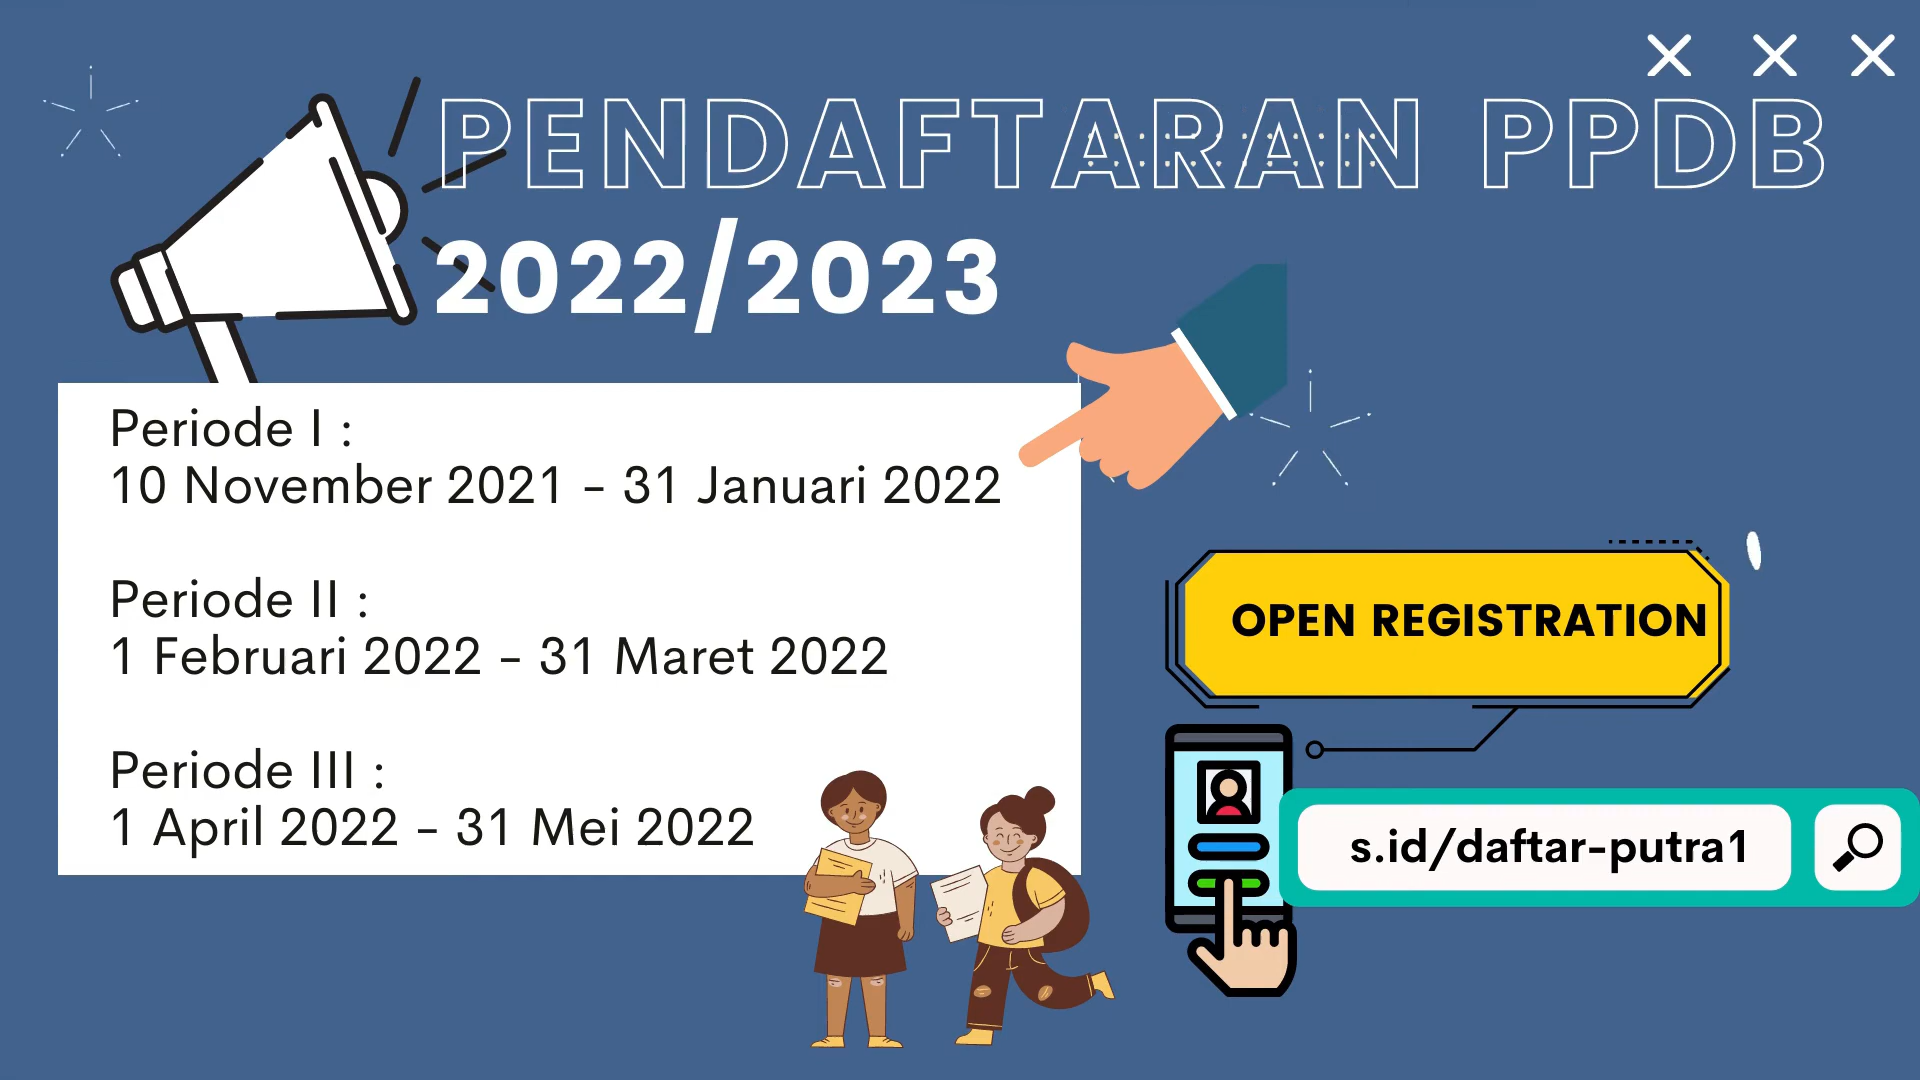 PENDAFTARAN PPDB
2022/2023
Periode I :
10 November 2021 - 31 Januari 2022
Periode II :
1 Februari 2022 - 31 Maret 2022
Periode III :
1 April 2022 - 31 Mei 2022
OPEN REGISTRATION
s.id/daftar-putra1